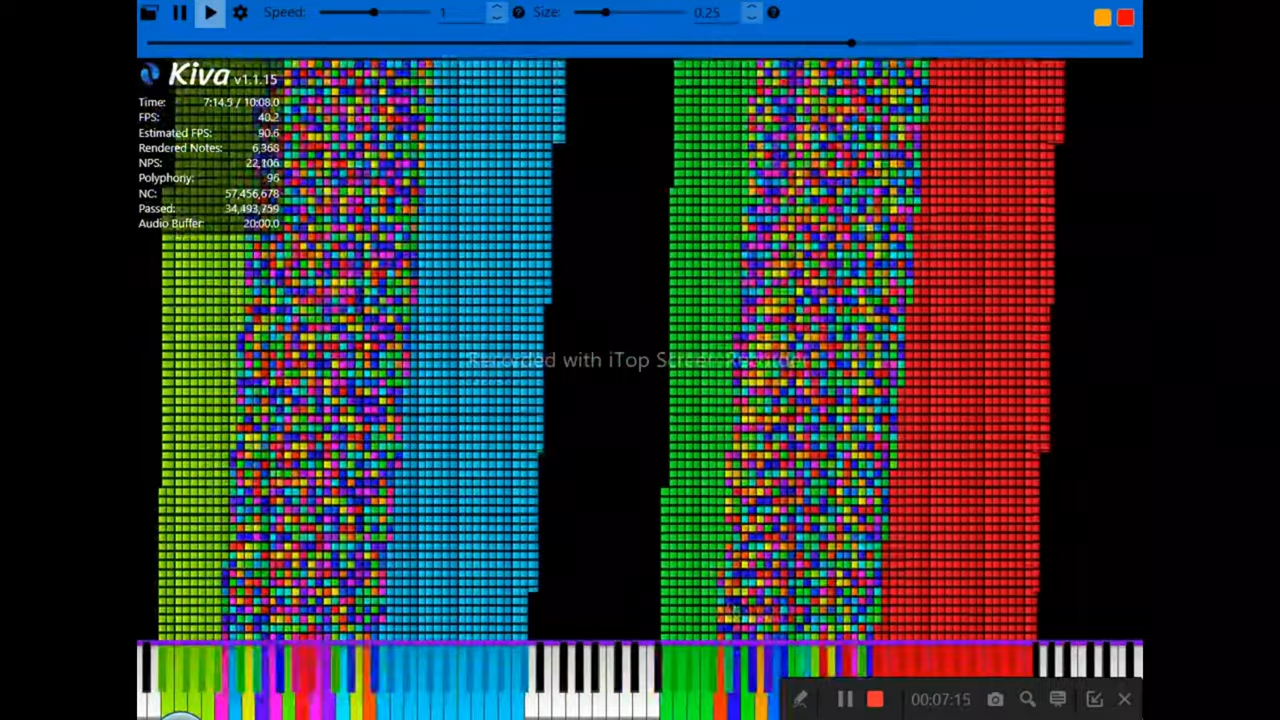 Speed: 1 Size: 0.25
Kiva v1.1.15
Time: 7:14.5 / 10:08.0
FPS: 40.2
Estimated FPS: 90.6
Rendered Notes: 6,368
NPS: 22,106
Polyphony: 96
NC: 57,456,678
Passed: 34,493,759
Audio Buffer: 20:00.0
Recorded with iTop Screen Recorder
00:07:15